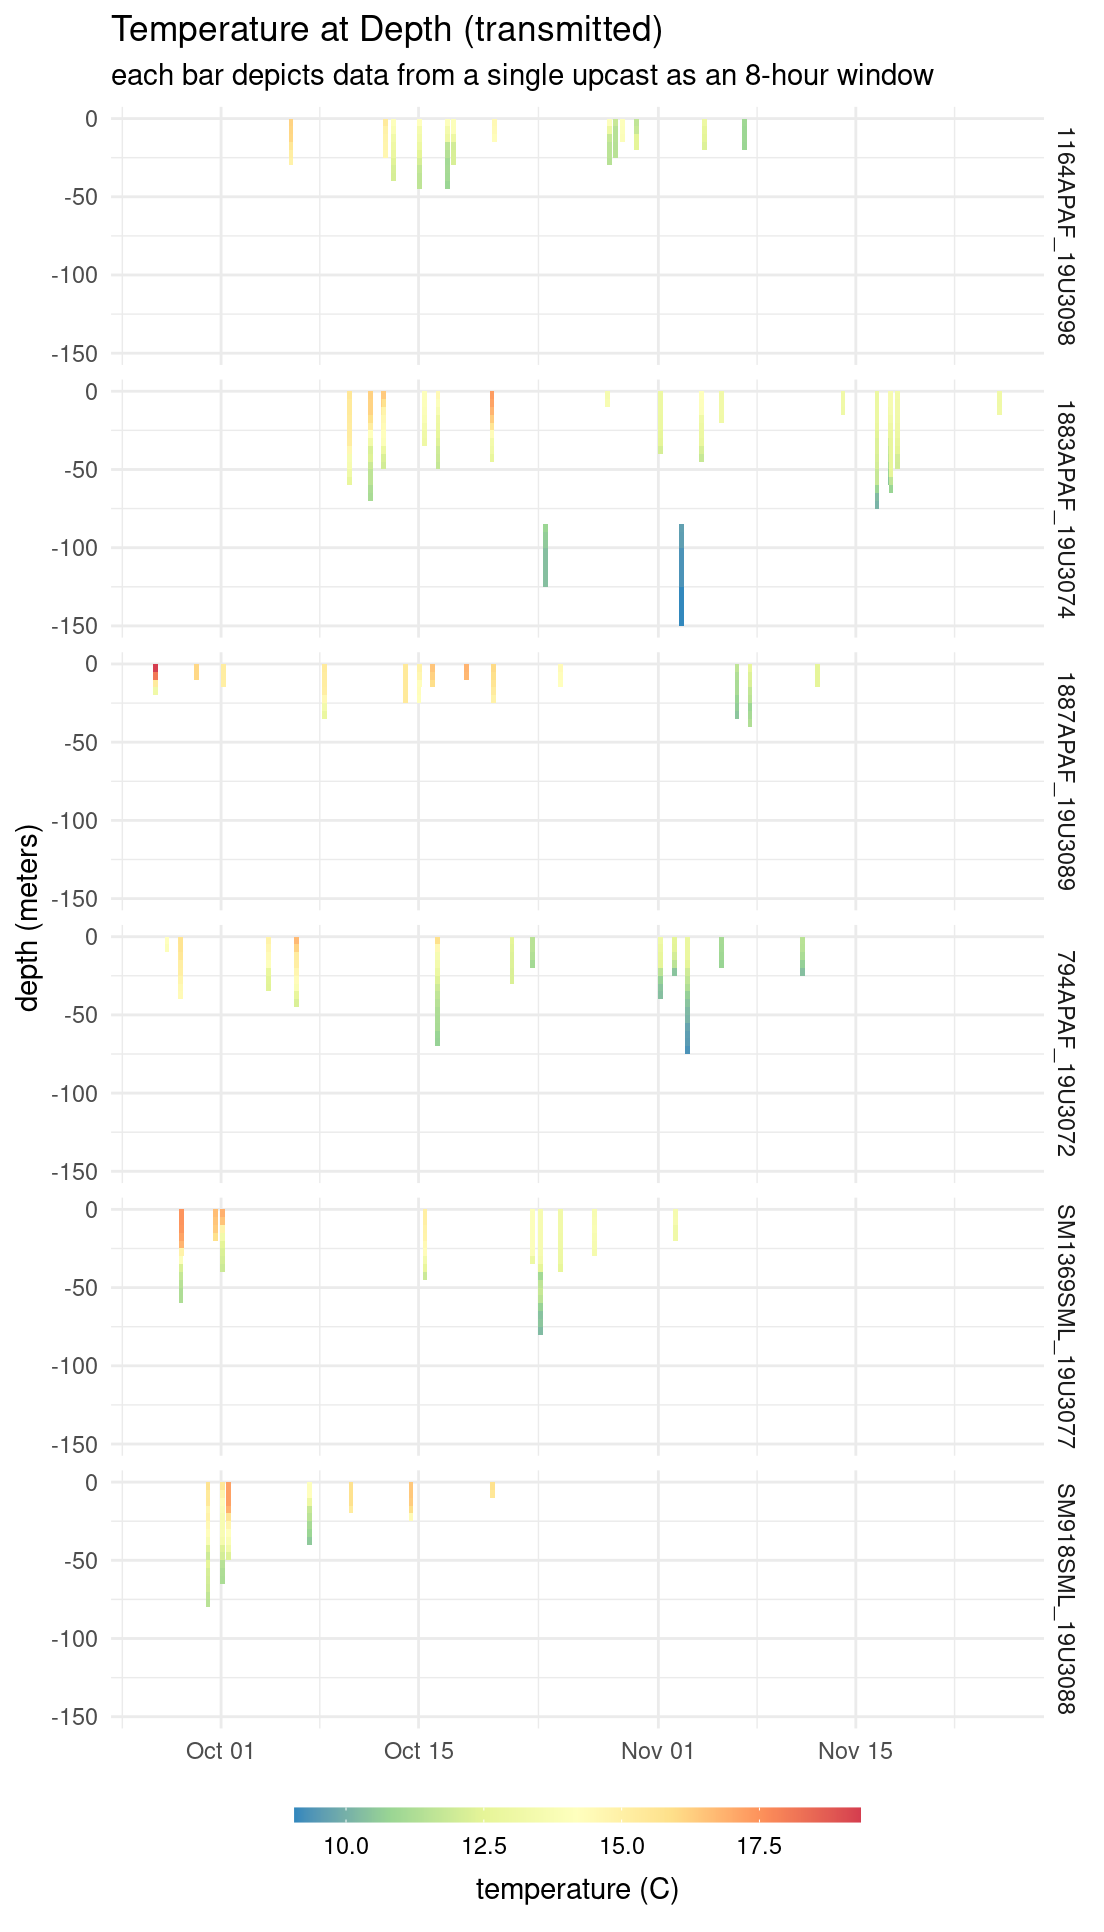 Temperature at Depth (transmitted)
each bar depicts data from a single upcast as an 8-hour window
depth (meters)
0
-50
-100
-150
1164APAF_19U3098
0
-50
-100
-150
1883APAF_19U3074
0
-50
-100
-150
1887APAF_19U3089
0
-50
-100
-150
794APAF_19U3072
0
-50
-100
-150
SM1369SML_19U3077
0
-50
-100
-150
SM918SML_19U3088
Oct 01 Oct 15 Nov 01 Nov 15
10.0 12.5 15.0 17.5
temperature (C)